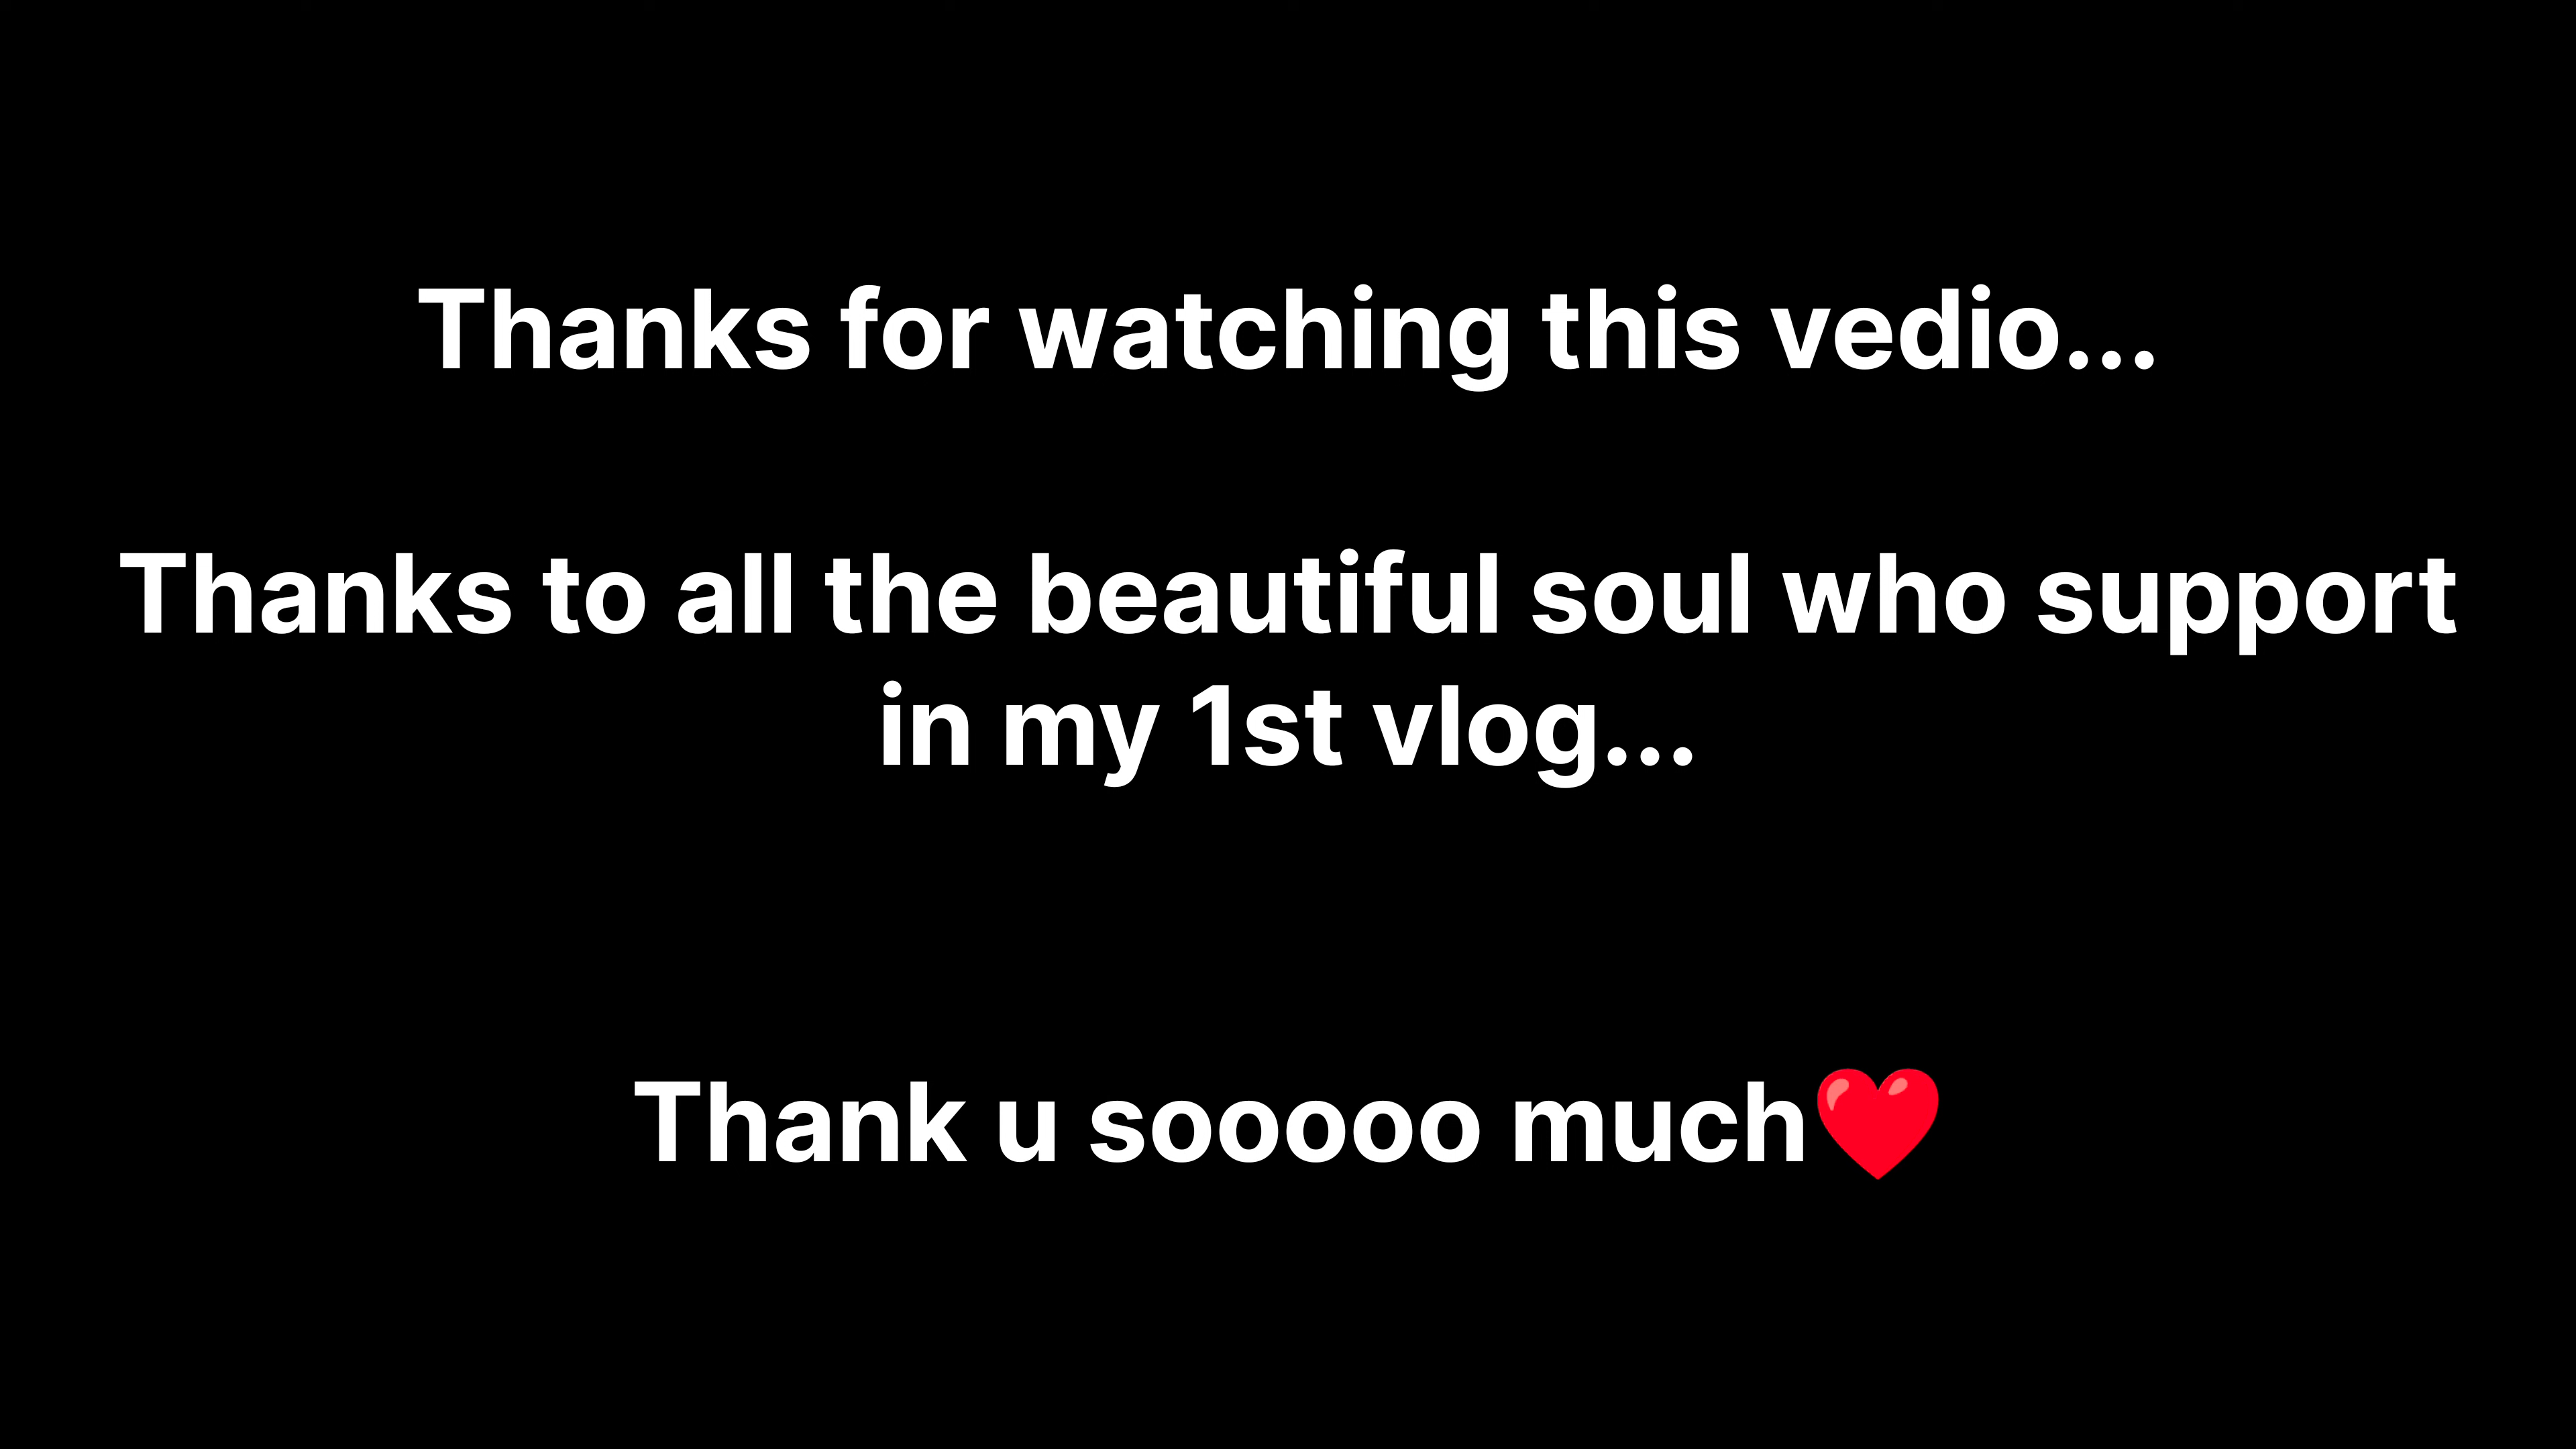 Thanks for watching this vedio...
Thanks to all the beautiful soul who support
in my 1st vlog...
Thank u sooooo much❤️